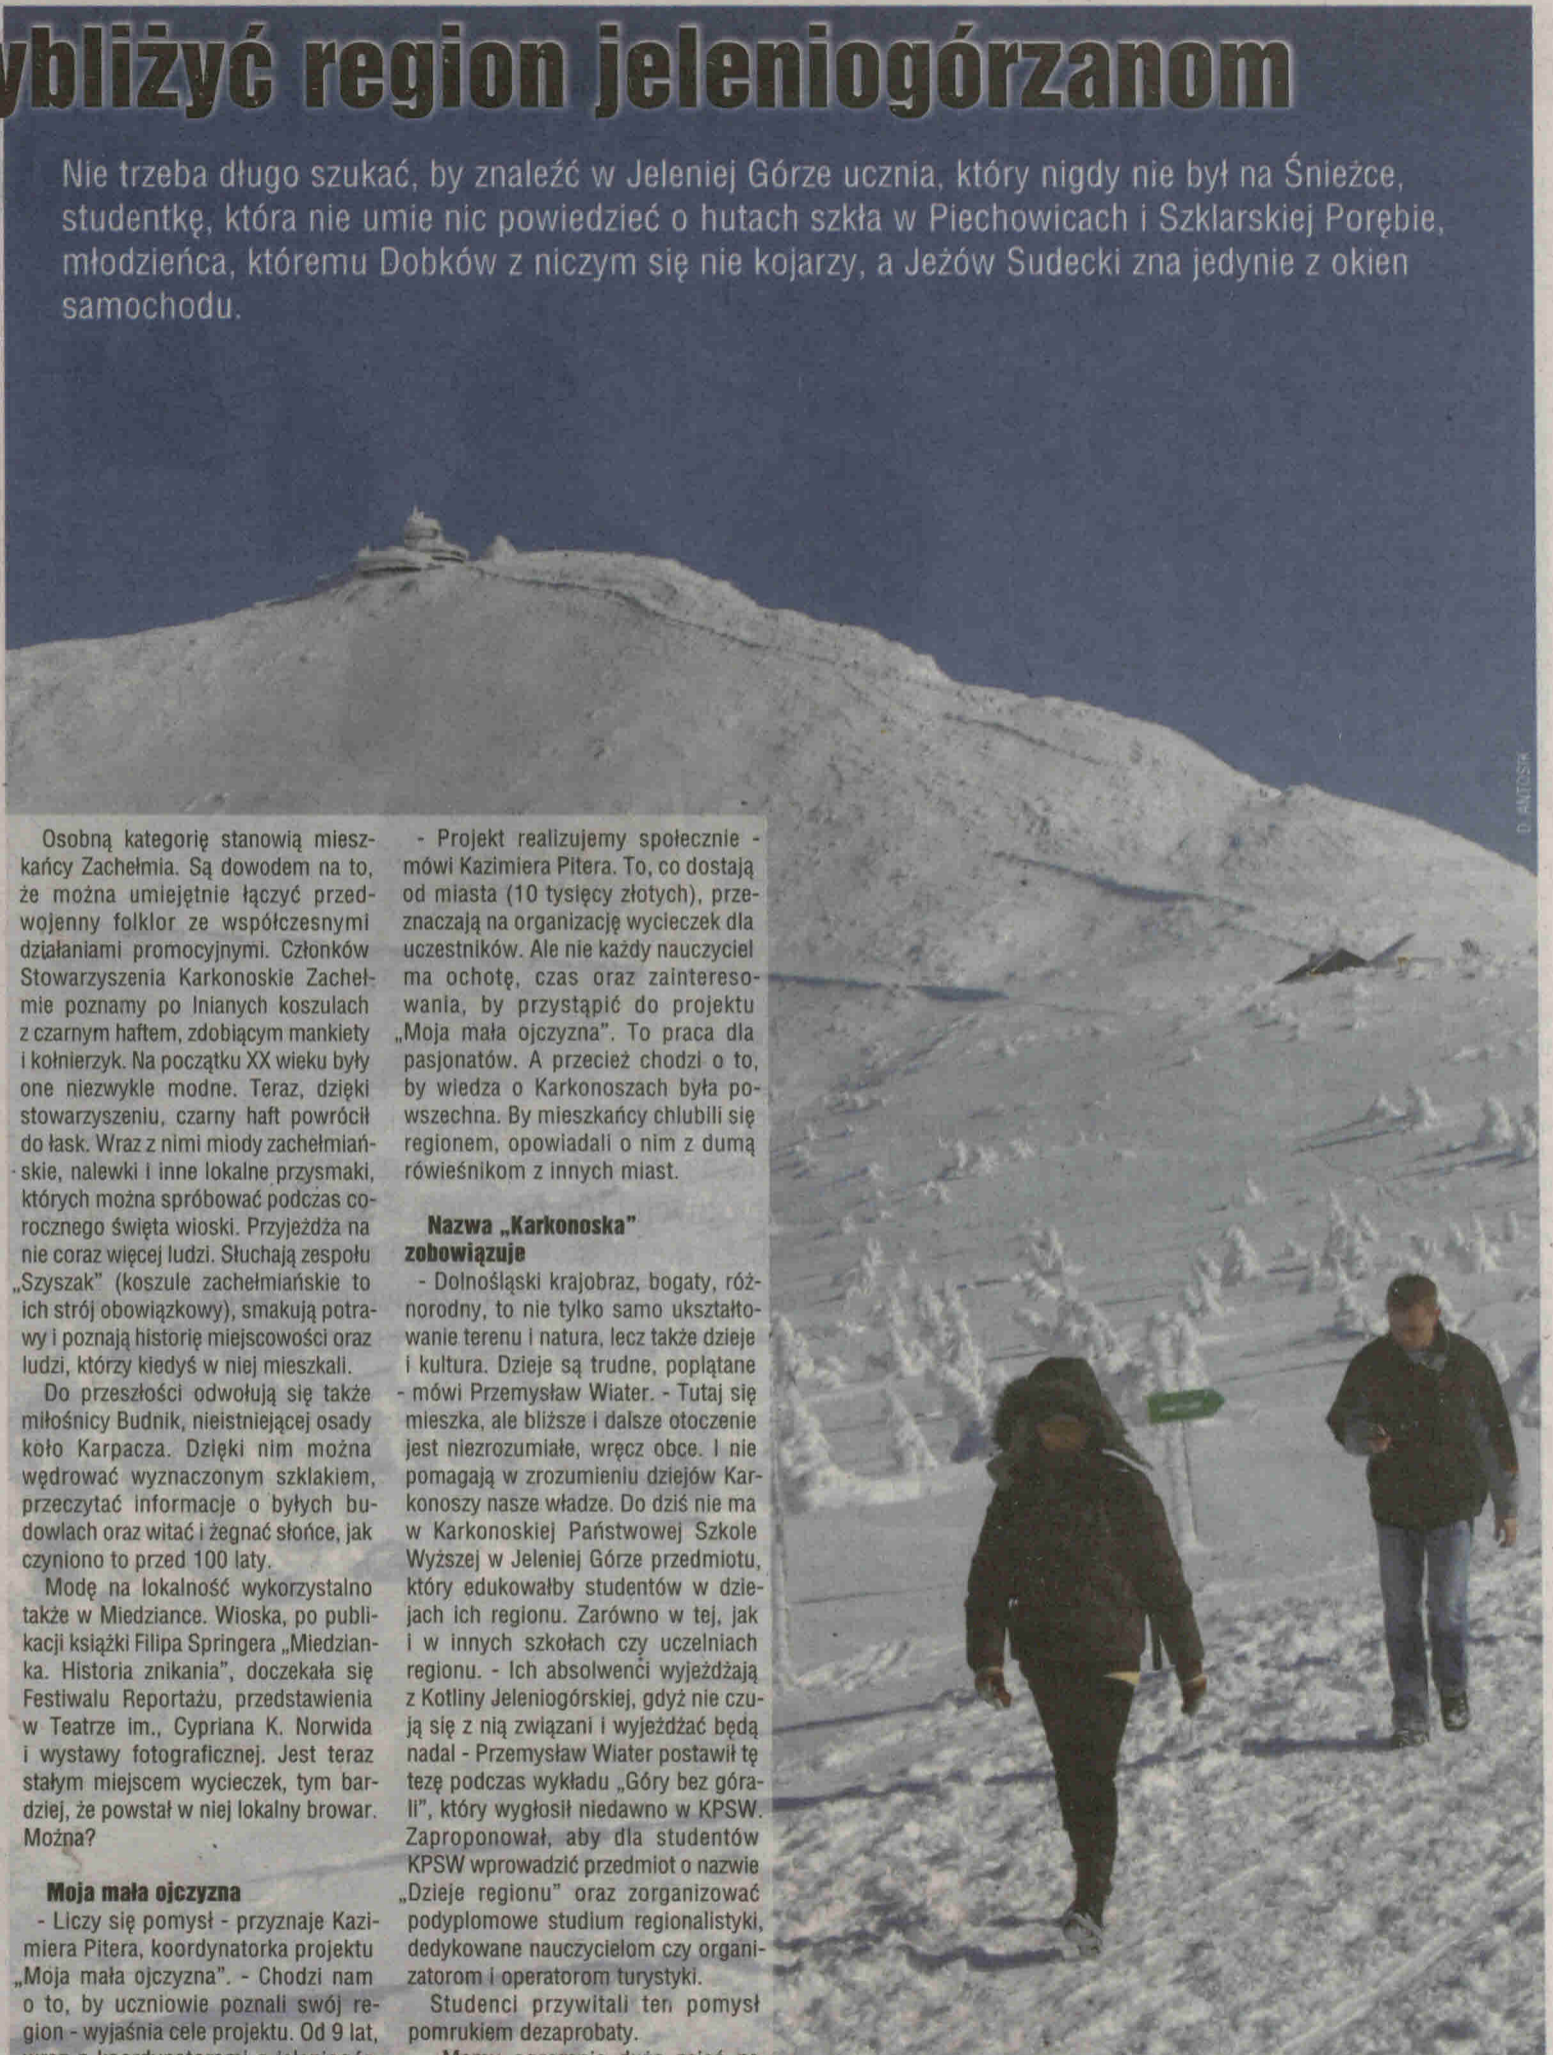 ybliżyć region jeleniogórzanom
Nie trzeba długo szukać, by znaleźć w Jeleniej Górze ucznia, który nigdy nie był na Śnieżce,
studentkę, która nie umie nic powiedzieć o hutach szkła w Piechowicach i Szklarskiej Porębie,
młodzieńca, któremu Dobków z niczym się nie kojarzy, a Jeżów Sudecki zna jedynie z okien
samochodu.
D. ANTOSIK
Osobną kategorię stanowią miesz-
kańcy Zachełmia. Są dowodem na to,
że można umiejętnie łączyć przed-
wojenny folklor ze współczesnymi
działaniami promocyjnymi. Członków
Stowarzyszenia Karkonoskie Zacheł-
mie poznamy po lnianych koszulach
z czarnym haftem, zdobiącym mankiety
i kołnierzyk. Na początku XX wieku były
one niezwykle modne. Teraz, dzięki
stowarzyszeniu, czarny haft powrócił
do łask. Wraz z nimi miody zachełmiań-
skie, nalewki i inne lokalne przysmaki,
których można spróbować podczas co-
rocznego święta wioski. Przyjeżdża na
nie coraz więcej ludzi. Słuchają zespołu
„Szyszak” (koszule zachełmiańskie to
ich strój obowiązkowy), smakują potra-
wy i poznają historię miejscowości oraz
ludzi, którzy kiedyś w niej mieszkali.
Do przeszłości odwołują się także
miłośnicy Budnik, nieistniejącej osady
koło Karpacza. Dzięki nim można
wędrować wyznaczonym szklakiem,
przeczytać informacje o byłych bu-
dowlach oraz witać i żegnać słońce, jak
czyniono to przed 100 laty.
Modę na lokalność wykorzystalno
także w Miedziance. Wioska, po publi-
kacji książki Filipa Springera „Miedzian-
ka. Historia znikania”, doczekała się
Festiwalu Reportażu, przedstawienia
w Teatrze im., Cypriana K. Norwida
i wystawy fotograficznej. Jest teraz
stałym miejscem wycieczek, tym bar-
dziej, że powstał w niej lokalny browar.
Można?
Moja mała ojczyzna
- Liczy się pomysł - przyznaje Kazi-
miera Pitera, koordynatorka projektu
„Moja mała ojczyzna”. - Chodzi nam
o to, by uczniowie poznali swój re-
gion - wyjaśnia cele projektu. Od 9 lat,
- Projekt realizujemy społecznie -
mówi Kazimiera Pitera. To, co dostają
od miasta (10 tysięcy złotych), prze-
znaczają na organizację wycieczek dla
uczestników. Ale nie każdy nauczyciel
ma ochotę, czas oraz zaintereso-
wania, by przystąpić do projektu
„Moja mała ojczyzna”. To praca dla
pasjonatów. A przecież chodzi o to,
by wiedza o Karkonoszach była po-
wszechna. By mieszkańcy chlubili się
regionem, opowiadali o nim z dumą
rówieśnikom z innych miast.
Nazwa „Karkonoska”
zobowiązuje
- Dolnośląski krajobraz, bogaty, róż-
norodny, to nie tylko samo ukształto-
wanie terenu i natura, lecz także dzieje
i kultura. Dzieje są trudne, poplątane
- mówi Przemysław Wiater. - Tutaj się
mieszka, ale bliższe i dalsze otoczenie
jest niezrozumiałe, wręcz obce. I nie
pomagają w zrozumieniu dziejów Kar-
konoszy nasze władze. Do dziś nie ma
w Karkonoskiej Państwowej Szkole
Wyższej w Jeleniej Górze przedmiotu,
który edukowałby studentów w dzie-
jach ich regionu. Zarówno w tej, jak
i w innych szkołach czy uczelniach
regionu. - Ich absolwenci wyjeżdżają
z Kotliny Jeleniogórskiej, gdyż nie czu-
ją się z nią związani i wyjeżdżać będą
nadal - Przemysław Wiater postawił tę
tezę podczas wykładu „Góry bez góra-
li”, który wygłosił niedawno w KPSW.
Zaproponował, aby dla studentów
KPSW wprowadzić przedmiot o nazwie
„Dzieje regionu” oraz zorganizować
podyplomowe studium regionalistyki,
dedykowane nauczycielom czy organi-
zatorom i operatorom turystyki.
Studenci przywitali ten pomysł
pomrukiem dezaprobaty.